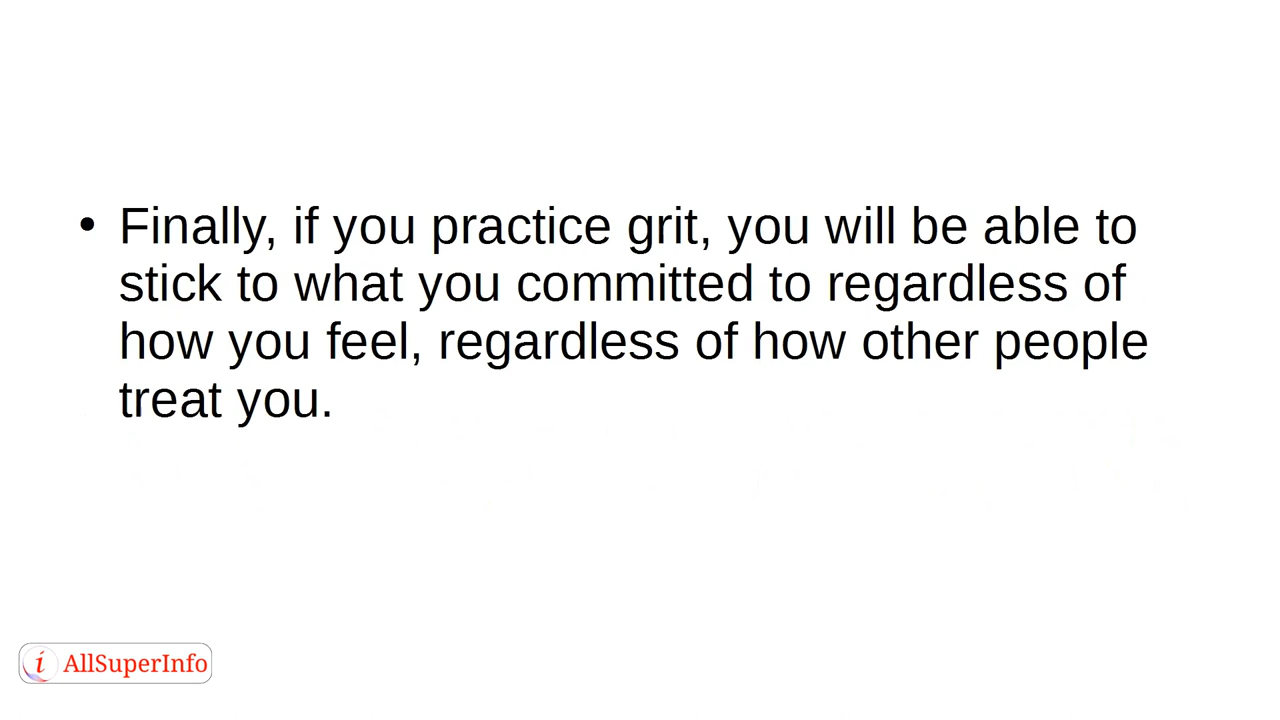 • Finally, if you practice grit, you will be able to
stick to what you committed to regardless of
how you feel, regardless of how other people
treat you.
i AllSuperInfo